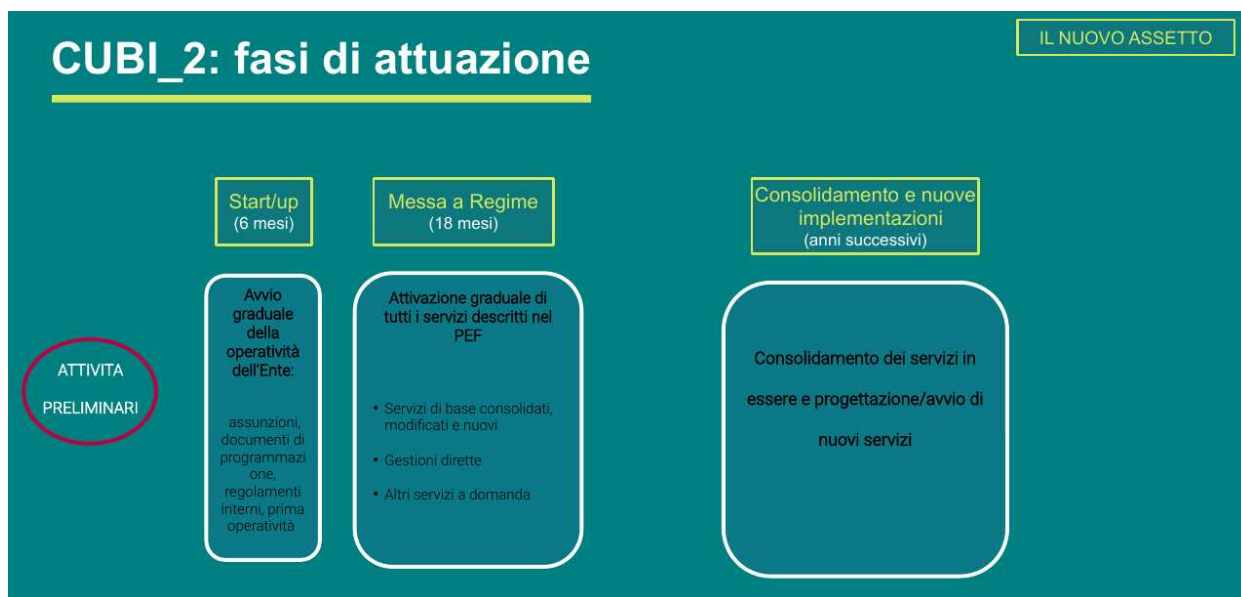 CUBI_2: fasi di attuazione
IL NUOVO ASSETTO
ATTIVITA
PRELIMINARI
Start/up
(6 mesi)
Avvio
graduale
della
operatività
dell'Ente:
assunzioni,
documenti di
programmazi
one,
regolamenti
interni, prima
operatività
Messa a Regime
(18 mesi)
Attivazione graduale di
tutti i servizi descritti nel
PEF
• Servizi di base consolidati,
modificati e nuovi
• Gestioni dirette
• Altri servizi a domanda
Consolidamento e nuove
implementazioni
(anni successivi)
Consolidamento dei servizi in
essere e progettazione/avvio di
nuovi servizi